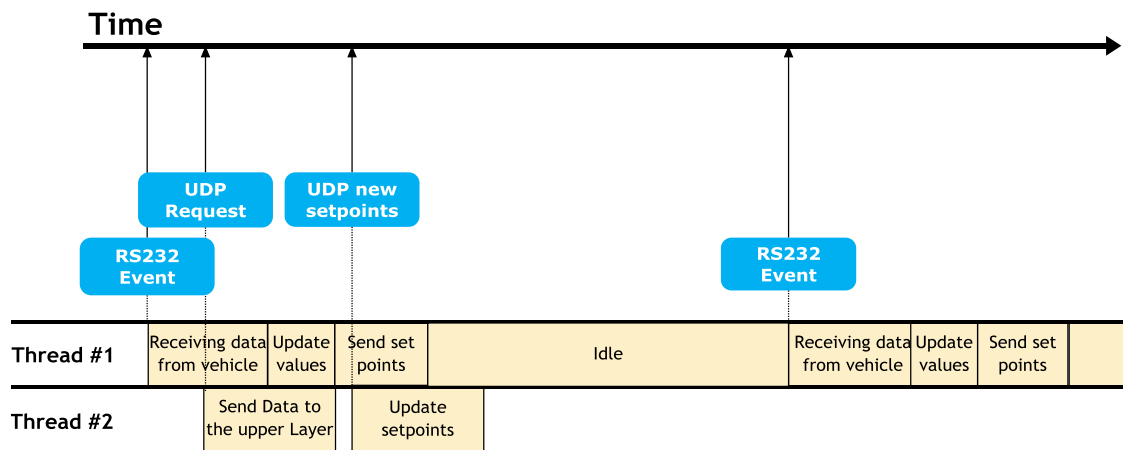 Time
UDP
Request
UDP new
setpoints
RS232
Event
RS232
Event
Thread #1
Receiving data
from vehicle
Update
values
Send set
points
Idle
Receiving data
from vehicle
Update
values
Send set
points
Thread #2
Send Data to
the upper Layer
Update
setpoints